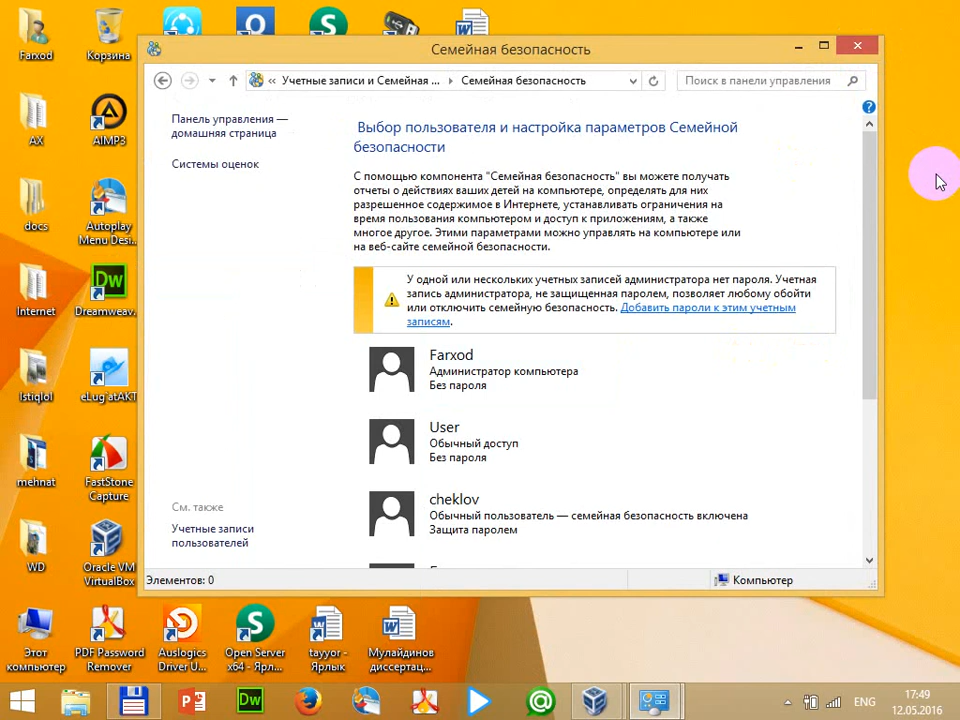 Farxod
Корзина
AX
AIMP3
docs
Autoplay
Menu Desi...
Internet
Dreamweav...
Istiqlol
eLug'atAKT
mehnat
FastStone
Capture
WD
Oracle VM
VirtualBox
Этот
компьютер
PDF Password
Remover
Auslogics
Driver U...
Open Server
x64 - Ярл...
tayyor -
Ярлык
Мулайдинов
диссертац...
Семейная безопасность
« Учетные записи и Семейная ... Семейная безопасность
Поиск в панели управления
Панель управления —
домашняя страница
Системы оценок
Выбор пользователя и настройка параметров Семейной
безопасности
С помощью компонента "Семейная безопасность" вы можете получать
отчеты о действиях ваших детей на компьютере, определять для них
разрешенное содержимое в Интернете, устанавливать ограничения на
время пользования компьютером и доступ к приложениям, а также
многое другое. Этими параметрами можно управлять на компьютере или
на веб-сайте семейной безопасности.
У одной или нескольких учетных записей администратора нет пароля. Учетная
запись администратора, не защищенная паролем, позволяет любому обойти
или отключить семейную безопасность. Добавить пароли к этим учетным
записям.
Farxod
Администратор компьютера
Без пароля
User
Обычный доступ
Без пароля
cheklov
Обычный пользователь — семейная безопасность включена
Защита паролем
См. также
Учетные записи
пользователей
Элементов: 0
Компьютер
ENG
17:49
12.05.2016